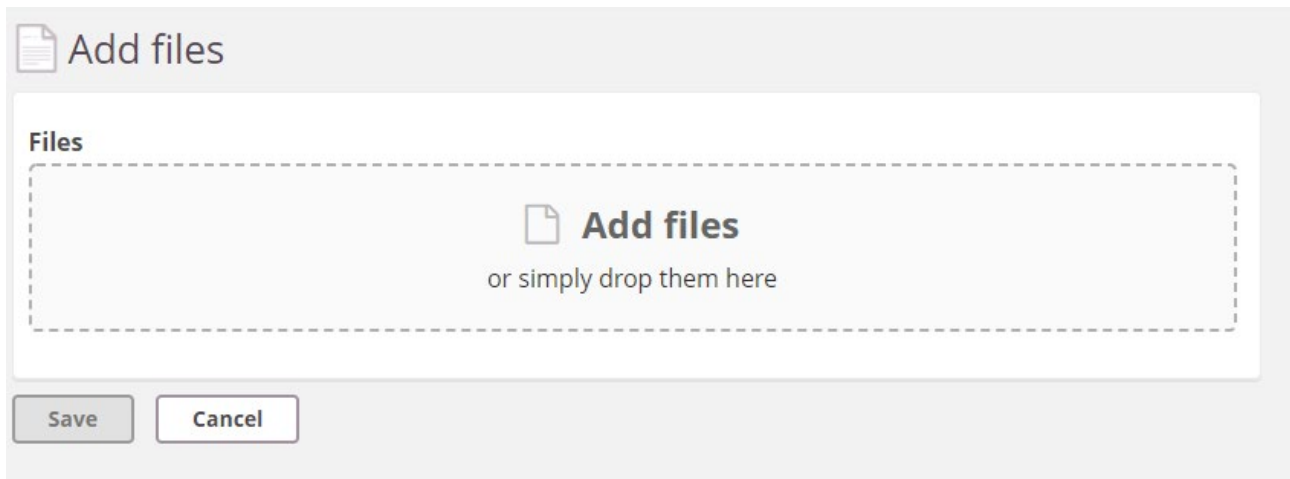 Add files
Files
Add files
or simply drop them here
Save
Cancel